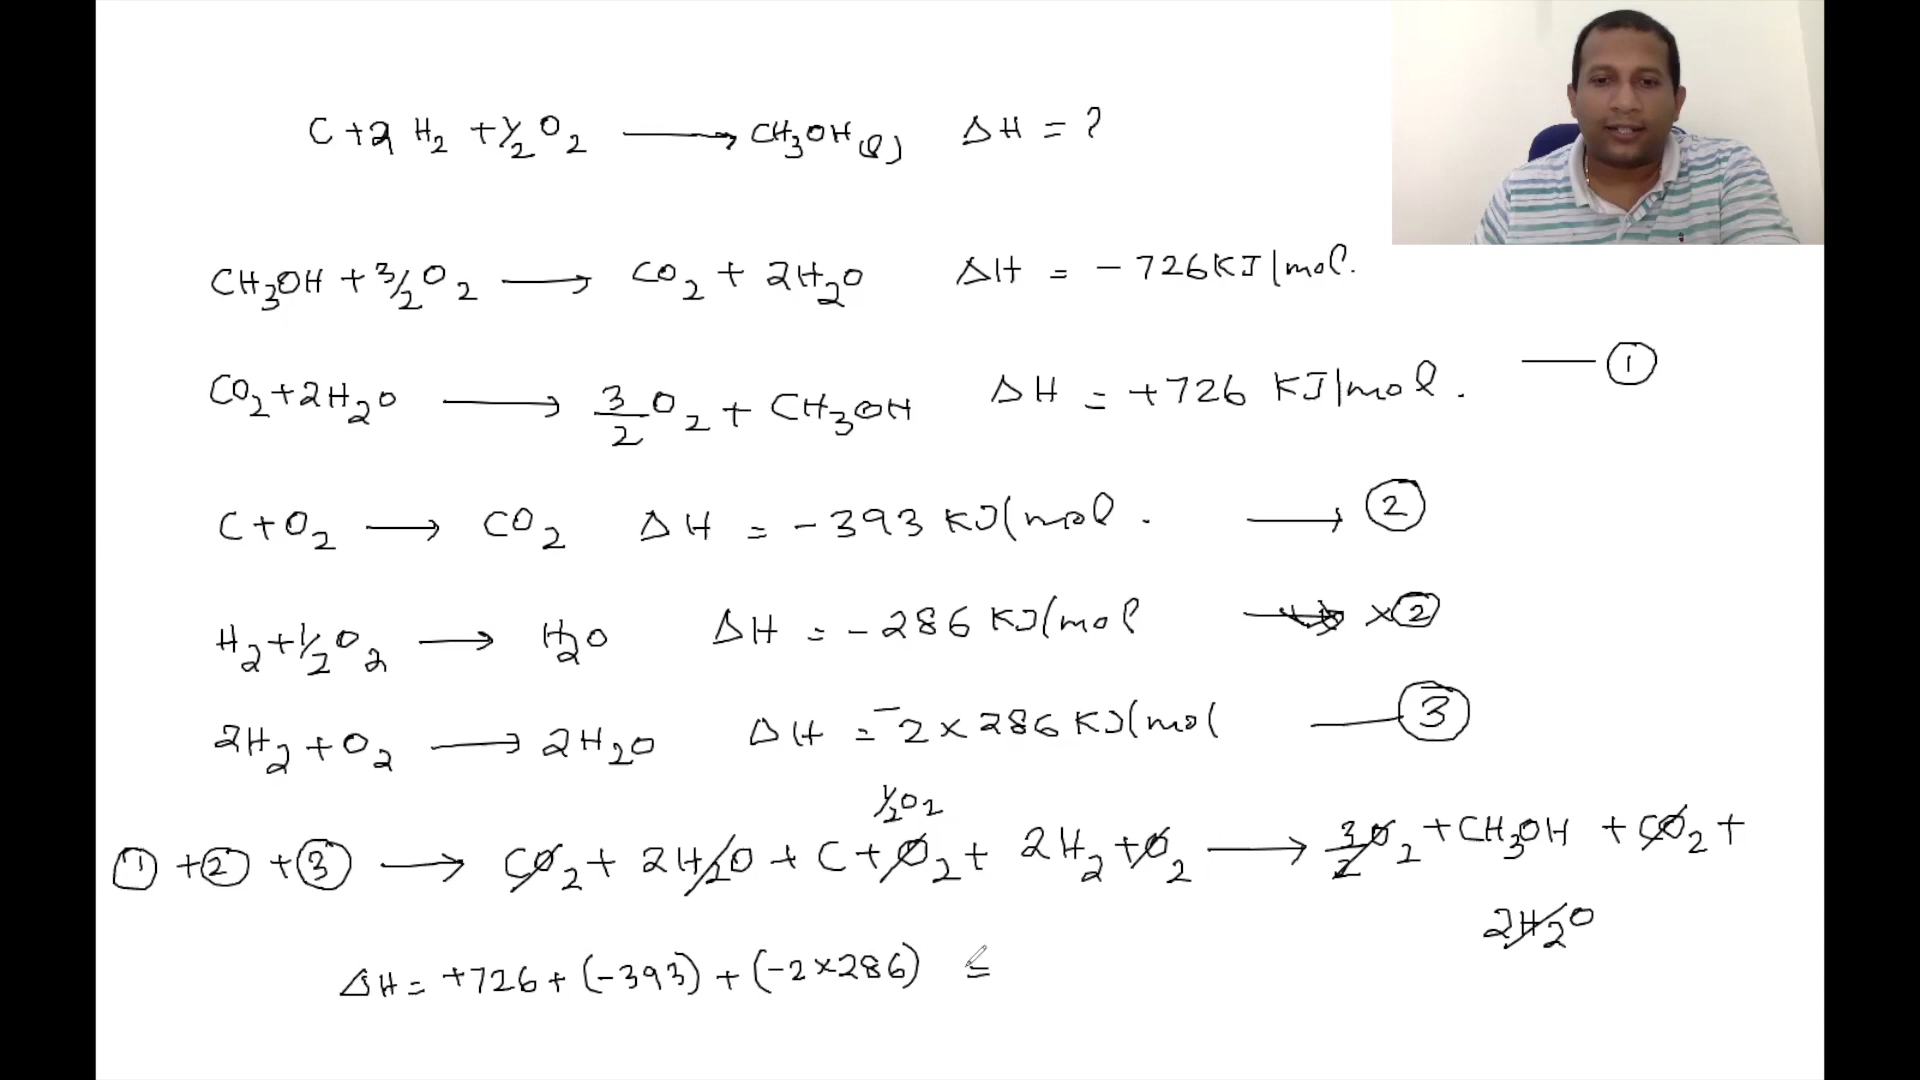 C + 2 H₂ + ½ O₂ ⟶ CH₃OH(l) ΔH = ?
CH₃OH + 3/2 O₂ ⟶ CO₂ + 2H₂O ΔH = - 726 KJ/mol.
CO₂ + 2H₂O ⟶ 3/2 O₂ + CH₃OH ΔH = +726 KJ/mol. — ①
C + O₂ ⟶ CO₂ ΔH = - 393 KJ/mol. ⟶ ②
H₂ + ½ O₂ ⟶ H₂O ΔH = - 286 KJ/mol × ②
2H₂ + O₂ ⟶ 2H₂O ΔH = -2 × 286 KJ/mol — ③
½O₂
① + ② + ③ ⟶ CO₂ + 2H₂O + C + O₂ + 2H₂ + O₂ ⟶ 3/2 O₂ + CH₃OH + CO₂ +
2H₂O
ΔH = +726 + (-393) + (-2×286) =